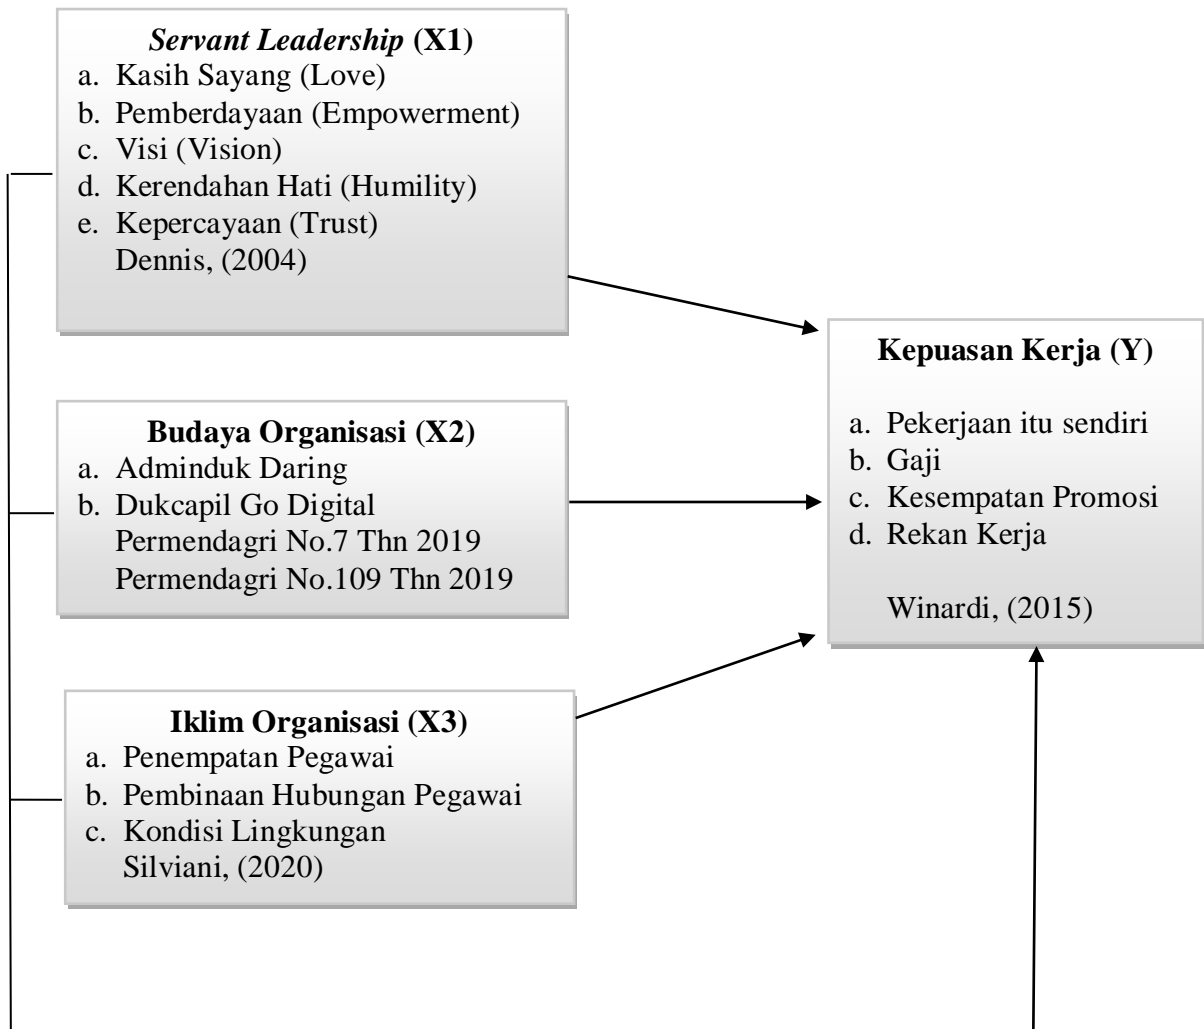 Servant Leadership (X1)
a. Kasih Sayang (Love)
b. Pemberdayaan (Empowerment)
c. Visi (Vision)
d. Kerendahan Hati (Humility)
e. Kepercayaan (Trust)
Dennis, (2004)
Budaya Organisasi (X2)
a. Adminduk Daring
b. Dukcapil Go Digital
Permendagri No.7 Thn 2019
Permendagri No.109 Thn 2019
Iklim Organisasi (X3)
a. Penempatan Pegawai
b. Pembinaan Hubungan Pegawai
c. Kondisi Lingkungan
Silviani, (2020)
Kepuasan Kerja (Y)
a. Pekerjaan itu sendiri
b. Gaji
c. Kesempatan Promosi
d. Rekan Kerja
Winardi, (2015)